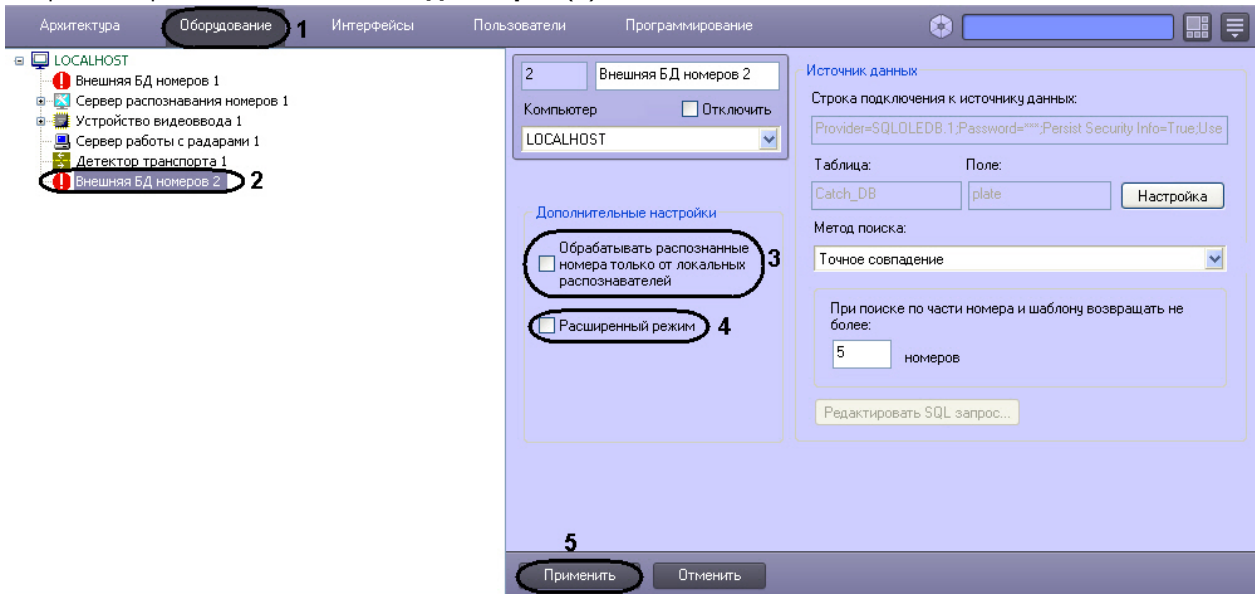 Архитектура Оборудование 1 Интерфейсы Пользователи Программирование
LOCALHOST
Внешняя БД номеров 1
Сервер распознавания номеров 1
Устройство видеоввода 1
Сервер работы с радарами 1
Детектор транспорта 1
Внешняя БД номеров 2 2
2 Внешняя БД номеров 2
Компьютер Отключить
LOCALHOST
Дополнительные настройки
Обрабатывать распознанные
номера только от локальных 3
распознавателей
Расширенный режим 4
Источник данных
Строка подключения к источнику данных:
Provider=SQLOLEDB.1;Password=***;Persist Security Info=True;Use
Таблица: Поле:
Catch_DB plate Настройка
Метод поиска:
Точное совпадение
При поиске по части номера и шаблону возвращать не
более:
5 номеров
Редактировать SQL запрос...
5
Применить Отменить